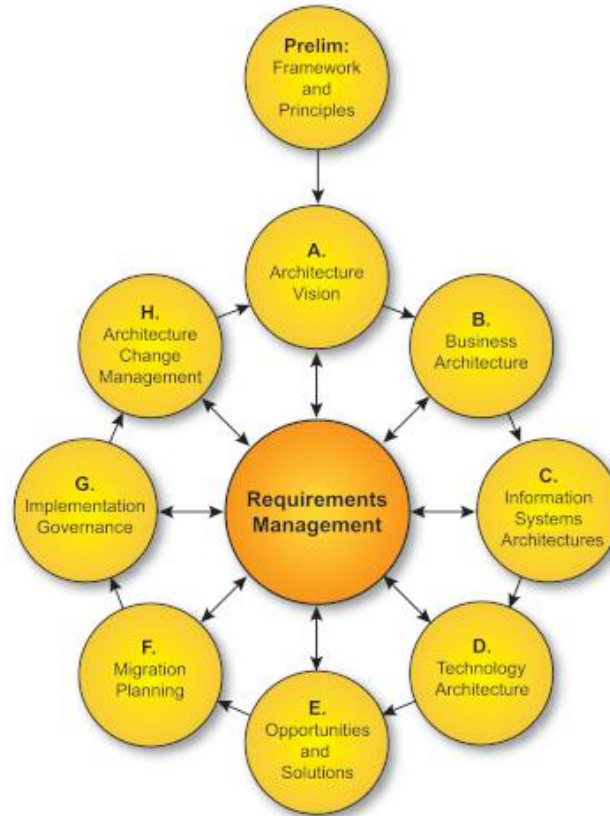 Prelim:
Framework
and
Principles
A.
Architecture
Vision
B.
Business
Architecture
C.
Information
Systems
Architectures
D.
Technology
Architecture
E.
Opportunities
and
Solutions
F.
Migration
Planning
G.
Implementation
Governance
H.
Architecture
Change
Management
Requirements
Management